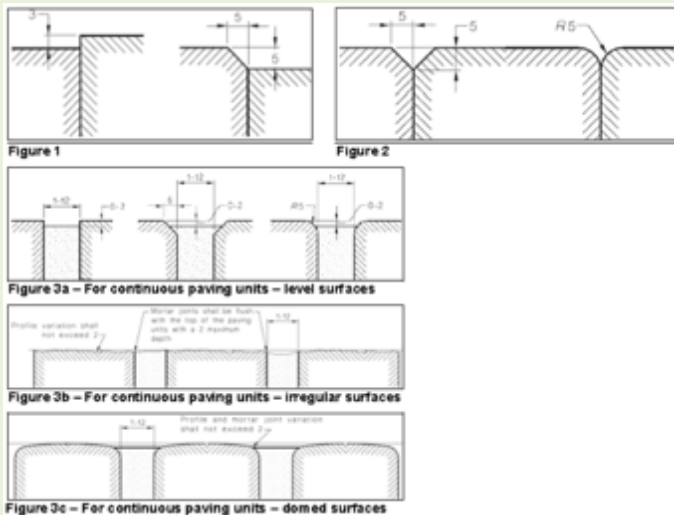 3
5
5
Figure 1
5
5
R5
Figure 2
1-12
0-2
1-12
5
0-2
1-12
R5
0-2
Figure 3a – For continuous paving units – level surfaces
Profile variation shall
not exceed 2
Mortar joints shall be flush
with the top of the paving
units with a 2 maximum
depth
1-12
Figure 3b – For continuous paving units – irregular surfaces
1-12
Profile and mortar joint variation
shall not exceed 2
Figure 3c – For continuous paving units – domed surfaces